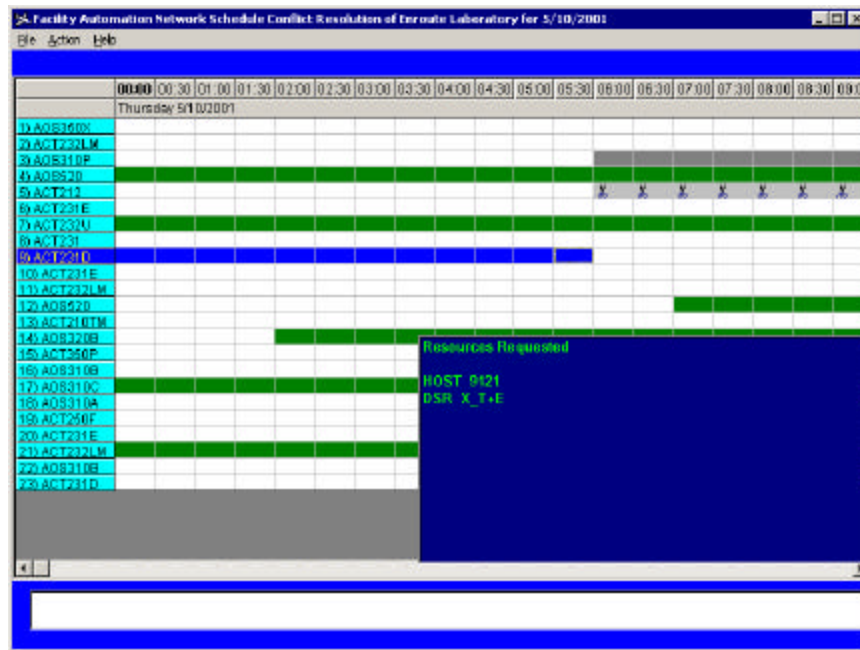 Facility Automation Network Schedule Conflict Resolution of Enroute Laboratory for 5/10/2001
File Action Help
00:00 00:30 01:00 01:30 02:00 02:30 03:00 03:30 04:00 04:30 05:00 05:30 06:00 06:30 07:00 07:30 08:00 08:30
Thursday 5/10/2001
1) AOS360X
2) ACT232LM
3) AOS310P
4) AOS520
5) ACT212
6) ACT231E
7) ACT232U
8) ACT231
9) ACT231D
10) ACT231E
11) ACT232LM
12) AOS520
13) ACT210TM
14) AOS320B
15) ACT350P
16) AOS310B
17) AOS310C
18) AOS310A
19) ACT250F
20) ACT231E
21) ACT232LM
22) AOS310B
23) ACT231D
Resources Requested
HOST 9121
DSR X_T+E